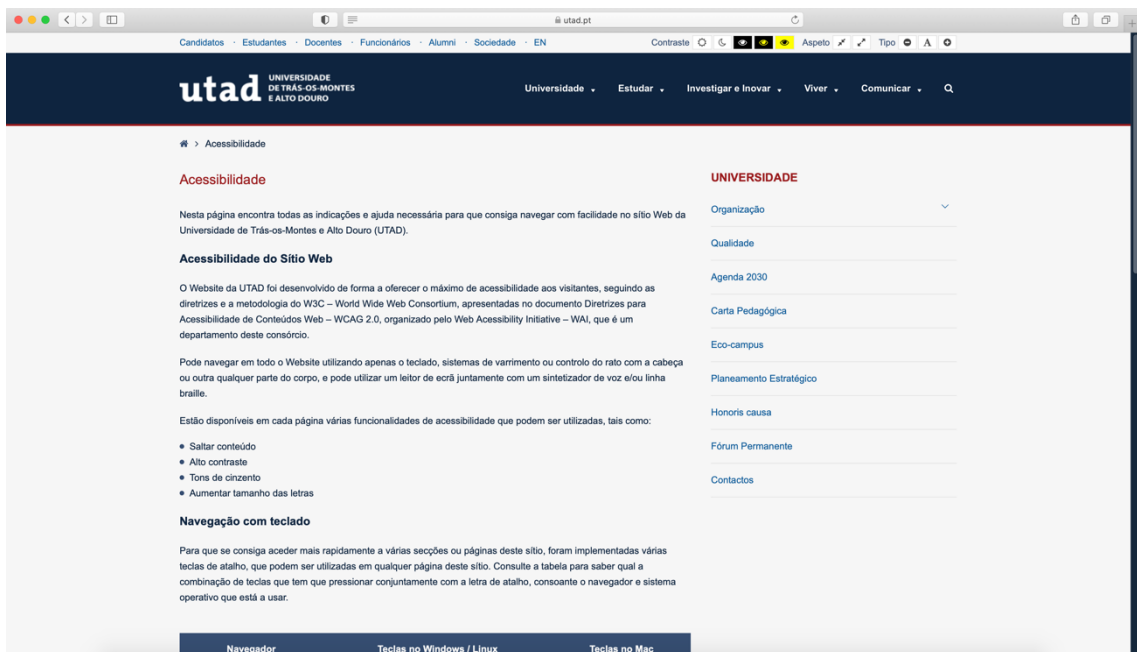 utad.pt
Candidatos · Estudantes · Docentes · Funcionários · Alumni · Sociedade · EN
Contraste
Aspeto
Tipo
A
utad
UNIVERSIDADE
DE TRÁS-OS-MONTES
E ALTO DOURO
Universidade
Estudar
Investigar e Inovar
Viver
Comunicar
> Acessibilidade
Acessibilidade
Nesta página encontra todas as indicações e ajuda necessária para que consiga navegar com facilidade no sítio Web da
Universidade de Trás-os-Montes e Alto Douro (UTAD).
Acessibilidade do Sítio Web
O Website da UTAD foi desenvolvido de forma a oferecer o máximo de acessibilidade aos visitantes, seguindo as
diretrizes e a metodologia do W3C – World Wide Web Consortium, apresentadas no documento Diretrizes para
Acessibilidade de Conteúdos Web – WCAG 2.0, organizado pelo Web Acessibility Initiative – WAI, que é um
departamento deste consórcio.
Pode navegar em todo o Website utilizando apenas o teclado, sistemas de varrimento ou controlo do rato com a cabeça
ou outra qualquer parte do corpo, e pode utilizar um leitor de ecrã juntamente com um sintetizador de voz e/ou linha
braille.
Estão disponíveis em cada página várias funcionalidades de acessibilidade que podem ser utilizadas, tais como:
Saltar conteúdo
Alto contraste
Tons de cinzento
Aumentar tamanho das letras
Navegação com teclado
Para que se consiga aceder mais rapidamente a várias secções ou páginas deste sítio, foram implementadas várias
teclas de atalho, que podem ser utilizadas em qualquer página deste sítio. Consulte a tabela para saber qual a
combinação de teclas que tem que pressionar conjuntamente com a letra de atalho, consoante o navegador e sistema
operativo que está a usar.
Navegador
Teclas no Windows / Linux
Teclas no Mac
UNIVERSIDADE
Organização
Qualidade
Agenda 2030
Carta Pedagógica
Eco-campus
Planeamento Estratégico
Honoris causa
Fórum Permanente
Contactos